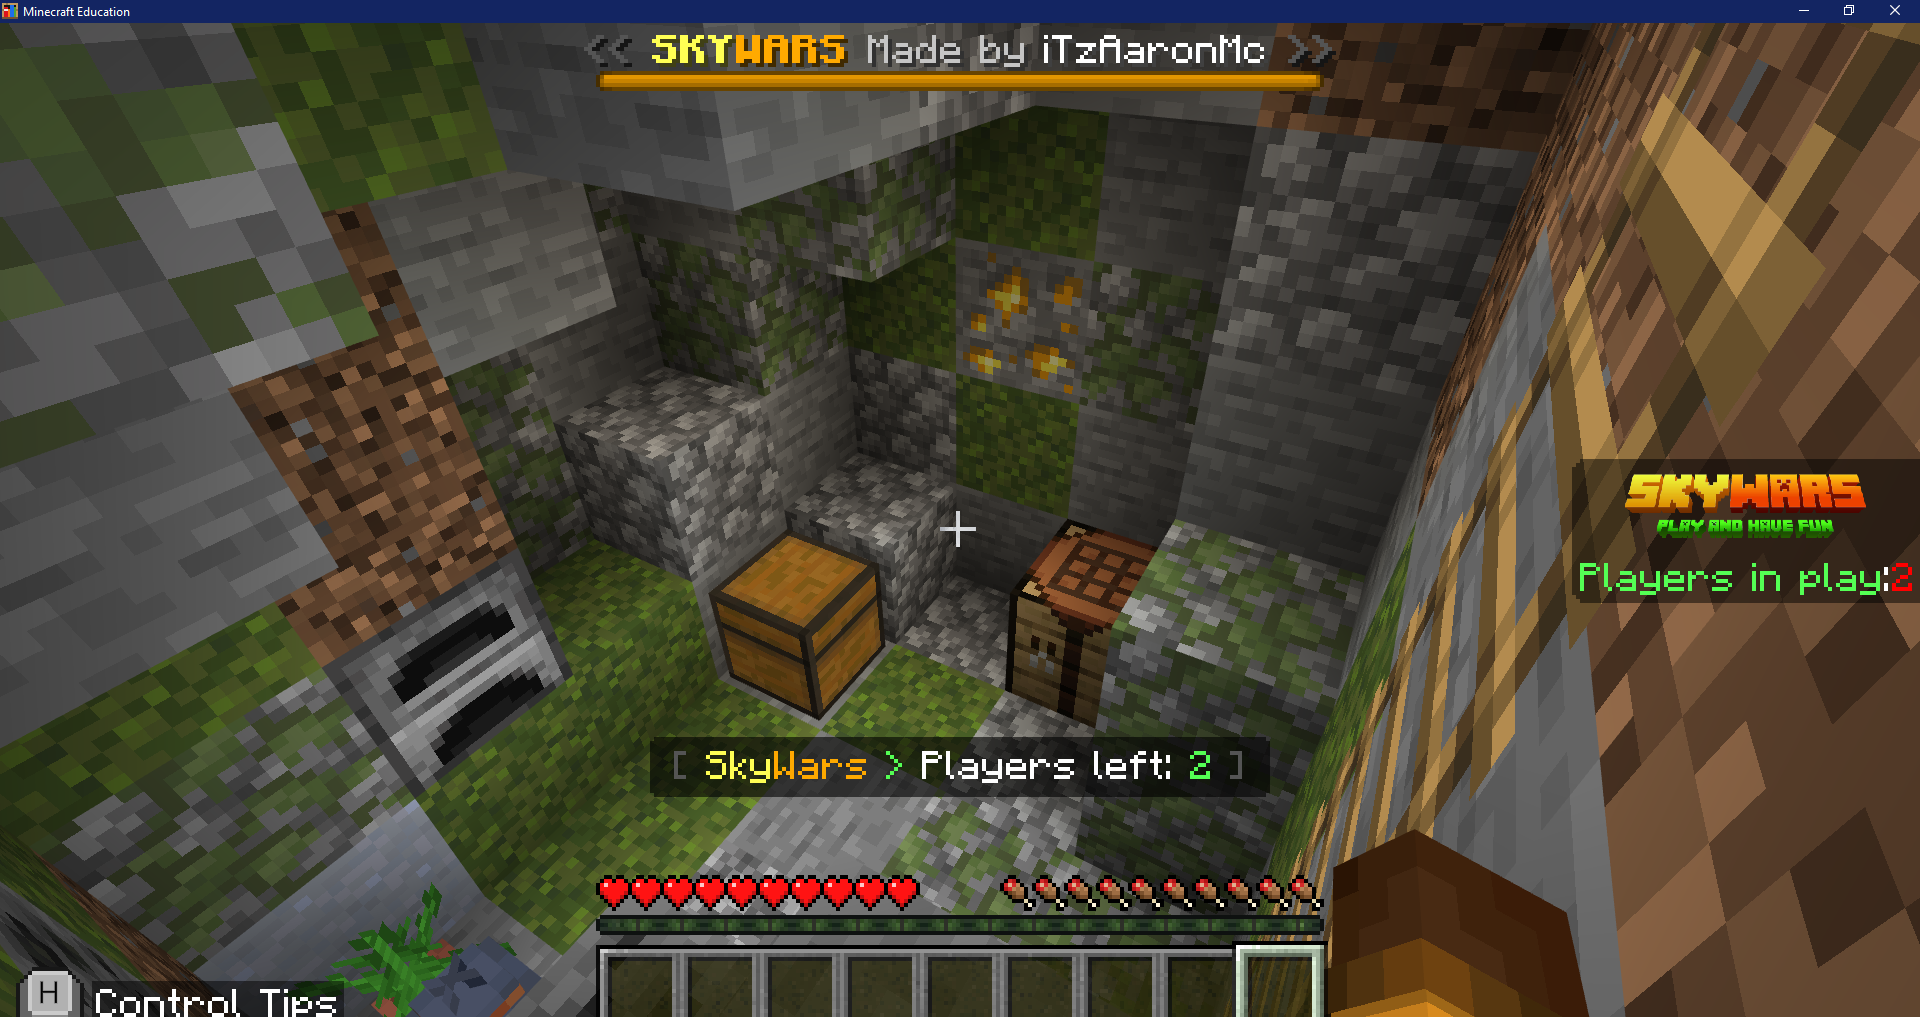 Minecraft Education
<< SKYWARS Made by iTzAaronMc >>
SKYWARS
PLAY AND HAVE FUN
Players in play:2
[ SkyWars > Players left: 2 ]
H
Control Tips